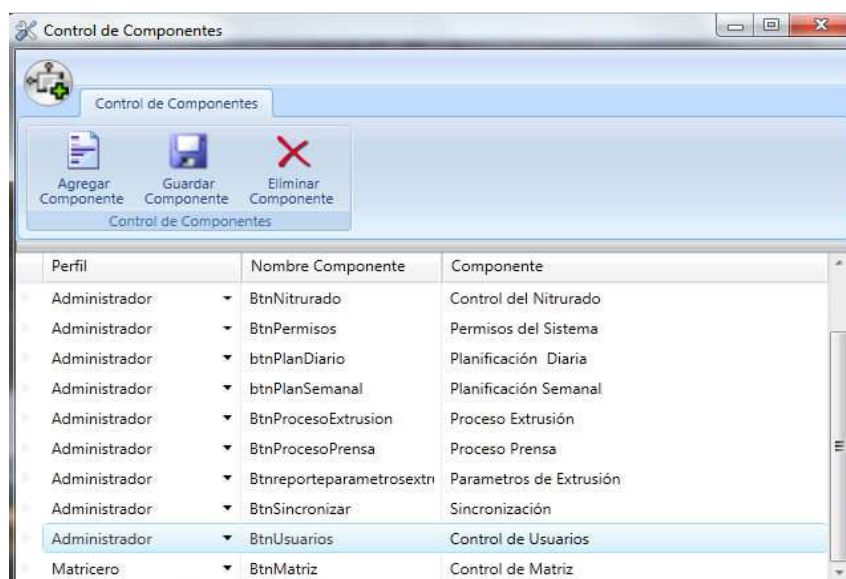 Control de Componentes
Control de Componentes
Agregar Componente
Guardar Componente
Eliminar Componente
Control de Componentes
Perfil Nombre Componente Componente
Administrador BtnNitrurado Control del Nitrurado
Administrador BtnPermisos Permisos del Sistema
Administrador btnPlanDiario Planificación Diaria
Administrador btnPlanSemanal Planificación Semanal
Administrador BtnProcesoExtrusion Proceso Extrusión
Administrador BtnProcesoPrensa Proceso Prensa
Administrador Btnreporteparametrosextr Parametros de Extrusión
Administrador BtnSincronizar Sincronización
Administrador BtnUsuarios Control de Usuarios
Matricero BtnMatriz Control de Matriz